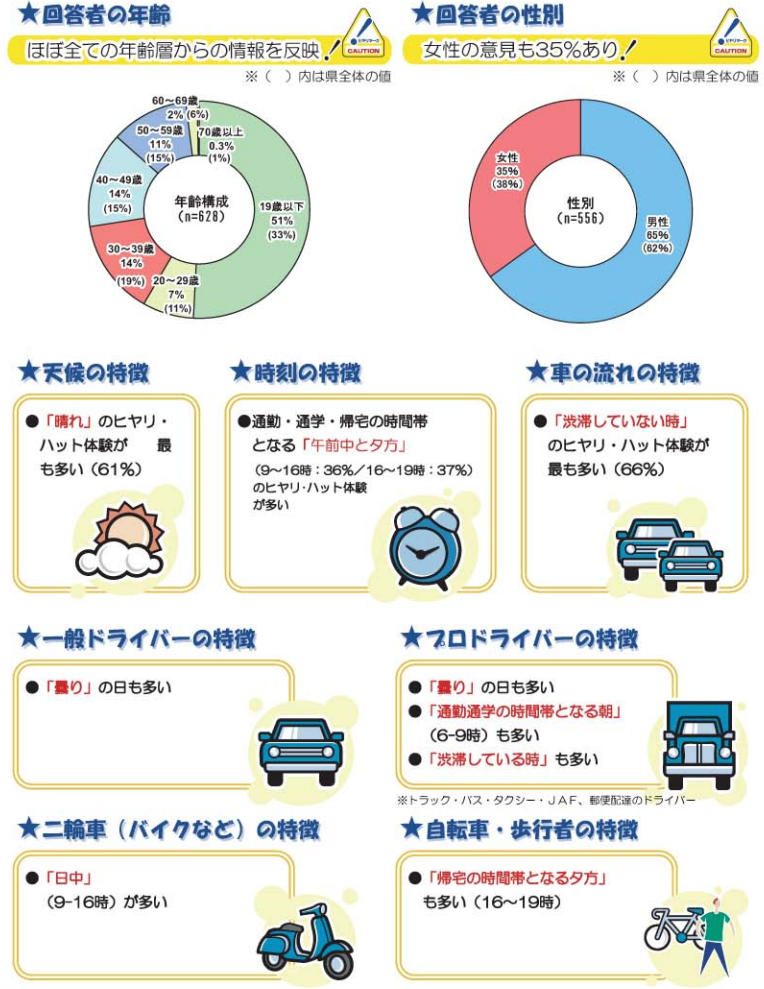 ★回答者の年齢
ほぼ全ての年齢層からの情報を反映！
CAUTION
※（　）内は県全体の値
60〜69歳
2% (6%)
70歳以上
0.3%
(1%)
50〜59歳
11%
(15%)
40〜49歳
14%
(15%)
年齢構成
(n=628)
19歳以下
51%
(33%)
30〜39歳
14%
(19%)
20〜29歳
7%
(11%)
★回答者の性別
女性の意見も35%あり！
CAUTION
※（　）内は県全体の値
女性
35%
(38%)
性別
(n=556)
男性
65%
(62%)
★天候の特徴
●「晴れ」のヒヤリ・
ハット体験が　最
も多い（61%）
★時刻の特徴
●通勤・通学・帰宅の時間帯
となる「午前中と夕方」
（9〜16時：36%／16〜19時：37%）
のヒヤリ･ハット体験
が多い
★車の流れの特徴
●「渋滞していない時」
のヒヤリ・ハット体験が
最も多い（66%）
★一般ドライバーの特徴
●「曇り」の日も多い
★プロドライバーの特徴
●「曇り」の日も多い
●「通勤通学の時間帯となる朝」
（6-9時）も多い
●「渋滞している時」も多い
※トラック・バス・タクシー・ＪＡＦ、郵便配達のドライバー
★二輪車（バイクなど）の特徴
●「日中」
（9-16時）が多い
★自転車・歩行者の特徴
●「帰宅の時間帯となる夕方」
も多い（16〜19時）